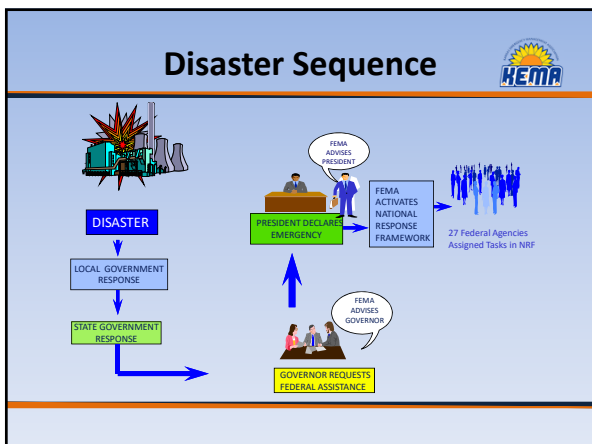 Disaster Sequence
KEMA
DISASTER
LOCAL GOVERNMENT
RESPONSE
STATE GOVERNMENT
RESPONSE
FEMA
ADVISES
GOVERNOR
GOVERNOR REQUESTS
FEDERAL ASSISTANCE
FEMA
ADVISES
PRESIDENT
PRESIDENT DECLARES
EMERGENCY
FEMA
ACTIVATES
NATIONAL
RESPONSE
FRAMEWORK
27 Federal Agencies
Assigned Tasks in NRF